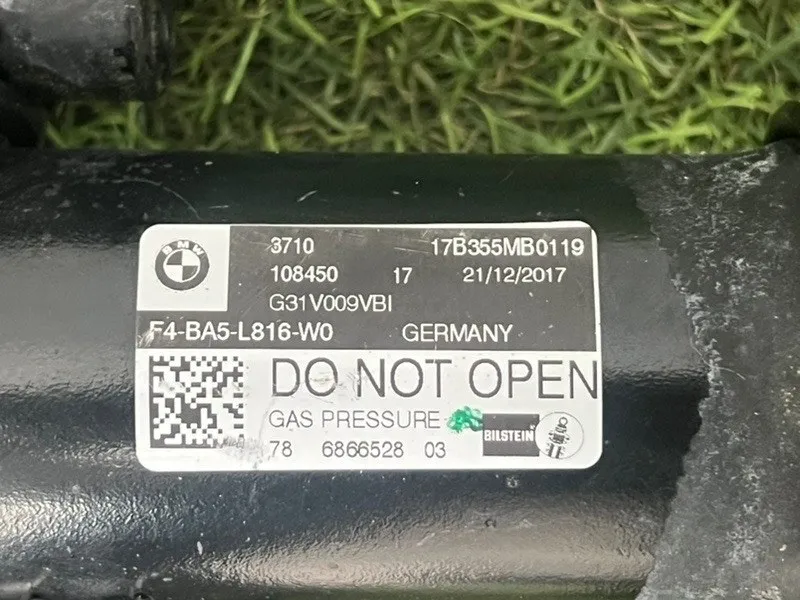 BMW
3710 17B355MB0119
108450 17 21/12/2017
G31V009VBI
F4-BA5-L816-W0 GERMANY
DO NOT OPEN
GAS PRESSURE
BILSTEIN
78 6866528 03